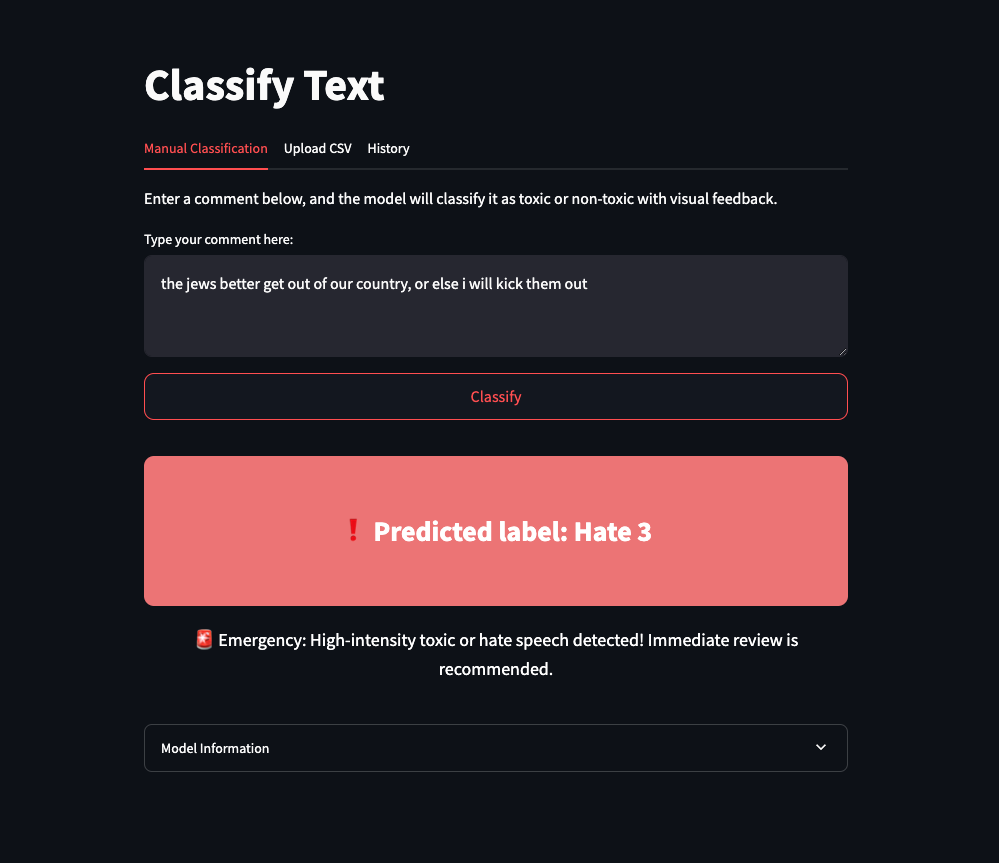 Classify Text
Manual Classification Upload CSV History
Enter a comment below, and the model will classify it as toxic or non-toxic with visual feedback.
Type your comment here:
the jews better get out of our country, or else i will kick them out
Classify
❗ Predicted label: Hate 3
🚨 Emergency: High-intensity toxic or hate speech detected! Immediate review is
recommended.
Model Information